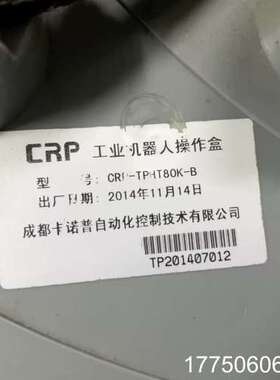 CRP 工业机器人操作盒
型 号: CRP-TPHT80K-B
出厂日期: 2014年11月14日
成都卡诺普自动化控制技术有限公司
TP201407012
17750606